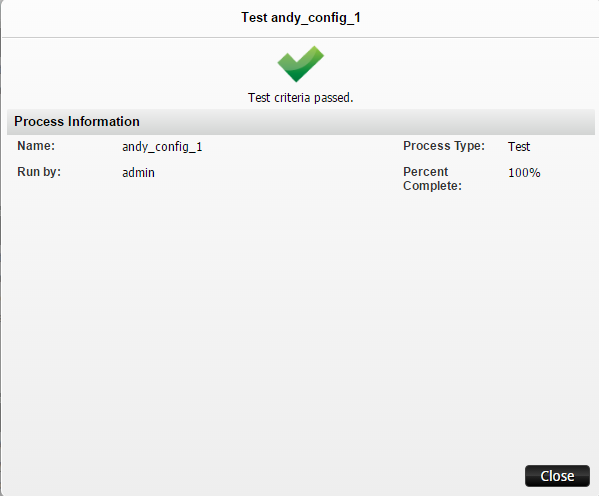 Test andy_config_1
Test criteria passed.
Process Information
Name: andy_config_1 Process Type: Test
Run by: admin Percent Complete: 100%
Close